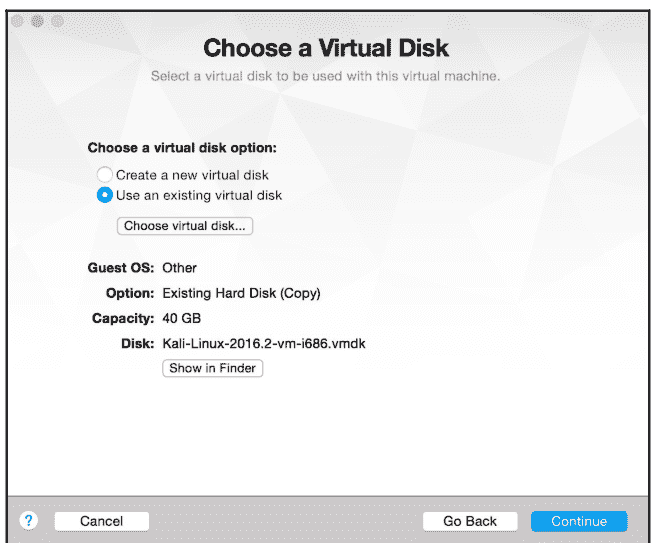 Choose a Virtual Disk
Select a virtual disk to be used with this virtual machine.
Choose a virtual disk option:
Create a new virtual disk
Use an existing virtual disk
Choose virtual disk...
Guest OS: Other
Option: Existing Hard Disk (Copy)
Capacity: 40 GB
Disk: Kali-Linux-2016.2-vm-i686.vmdk
Show in Finder
? Cancel Go Back Continue